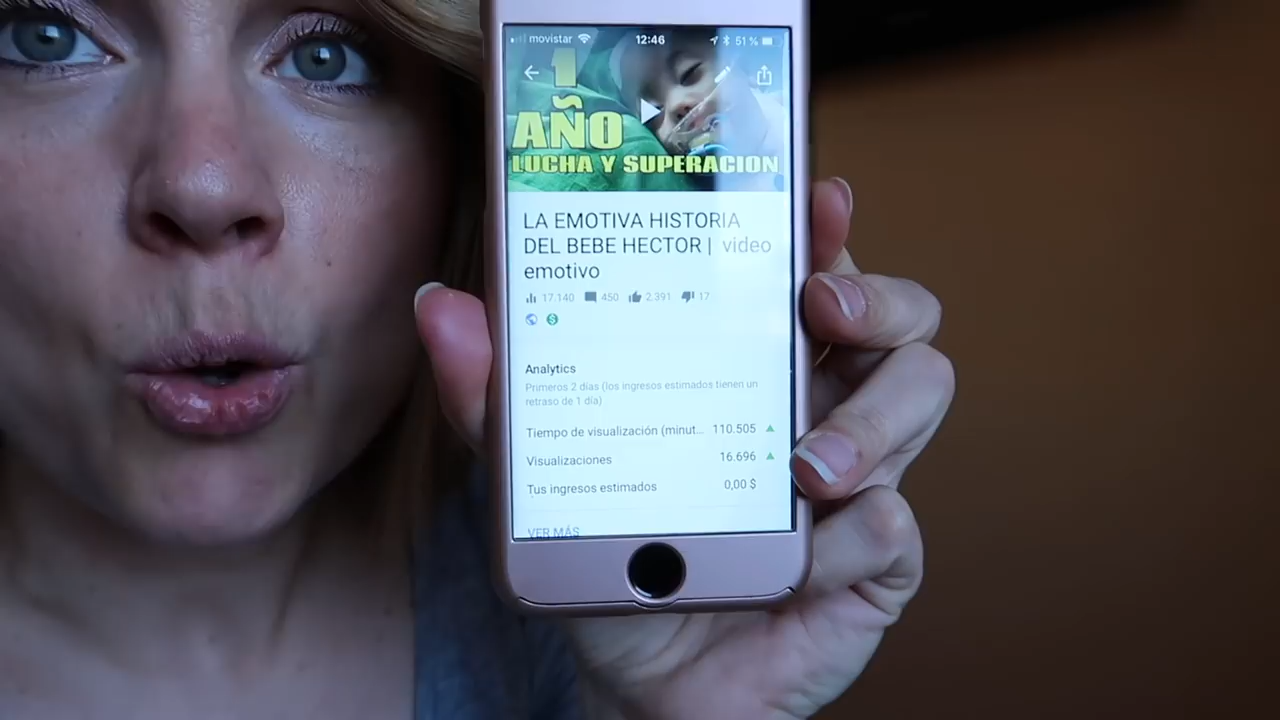 movistar 12:46 51 %
1
AÑO
LUCHA Y SUPERACION
LA EMOTIVA HISTORIA
DEL BEBE HECTOR | video
emotivo
17.140 450 2.391 17
Analytics
Primeros 2 días (los ingresos estimados tienen un
retraso de 1 día)
Tiempo de visualización (minut... 110.505
Visualizaciones 16.696
Tus ingresos estimados 0,00 $
VER MÁS